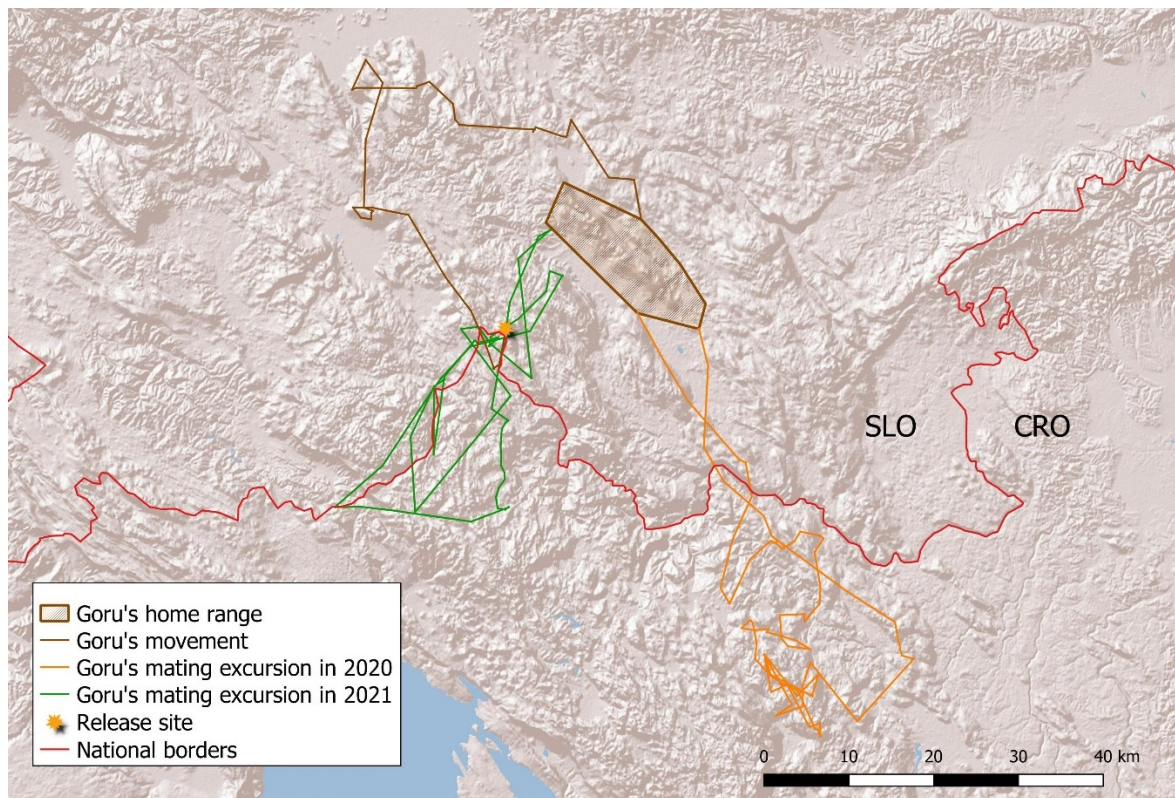 SLO CRO
Goru's home range
Goru's movement
Goru's mating excursion in 2020
Goru's mating excursion in 2021
Release site
National borders
0 10 20 30 40 km